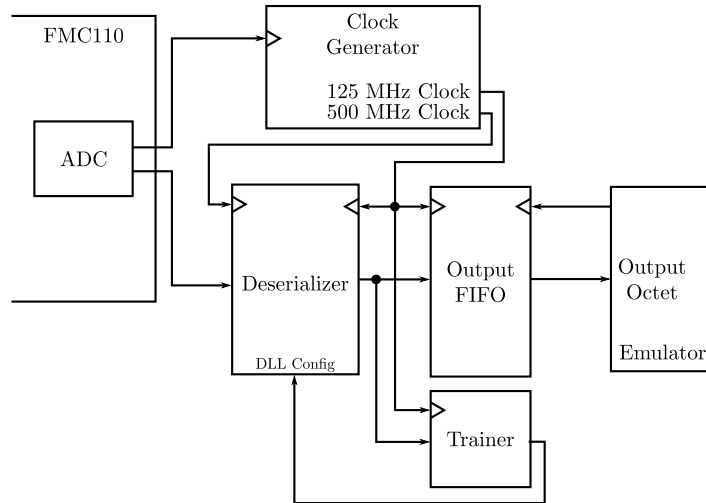 FMC110
Clock
Generator
125 MHz Clock
500 MHz Clock
ADC
Deserializer
DLL Config
Output
FIFO
Output
Octet
Emulator
Trainer